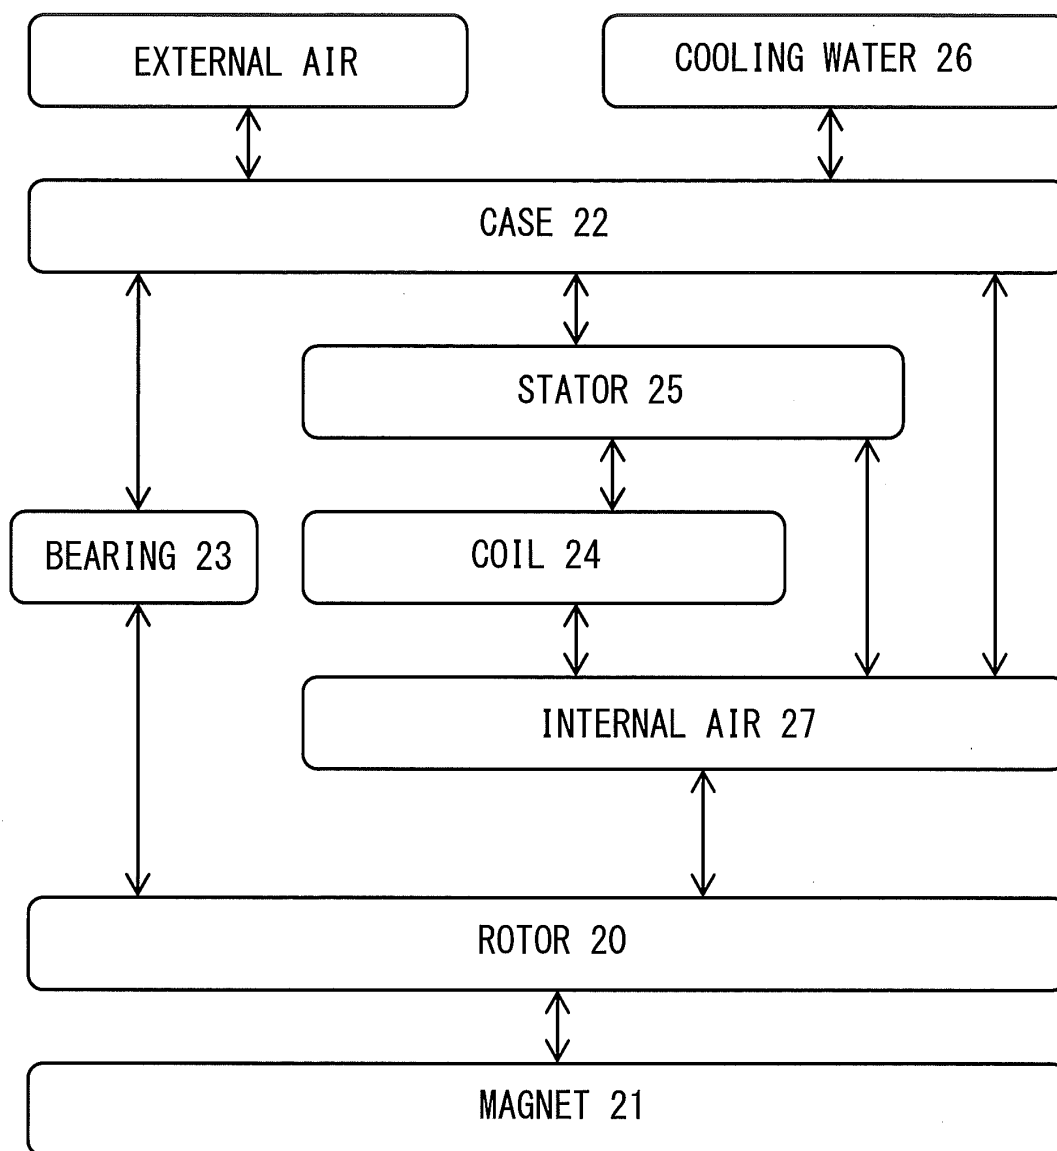 EXTERNAL AIR
COOLING WATER 26
CASE 22
STATOR 25
BEARING 23
COIL 24
INTERNAL AIR 27
ROTOR 20
MAGNET 21